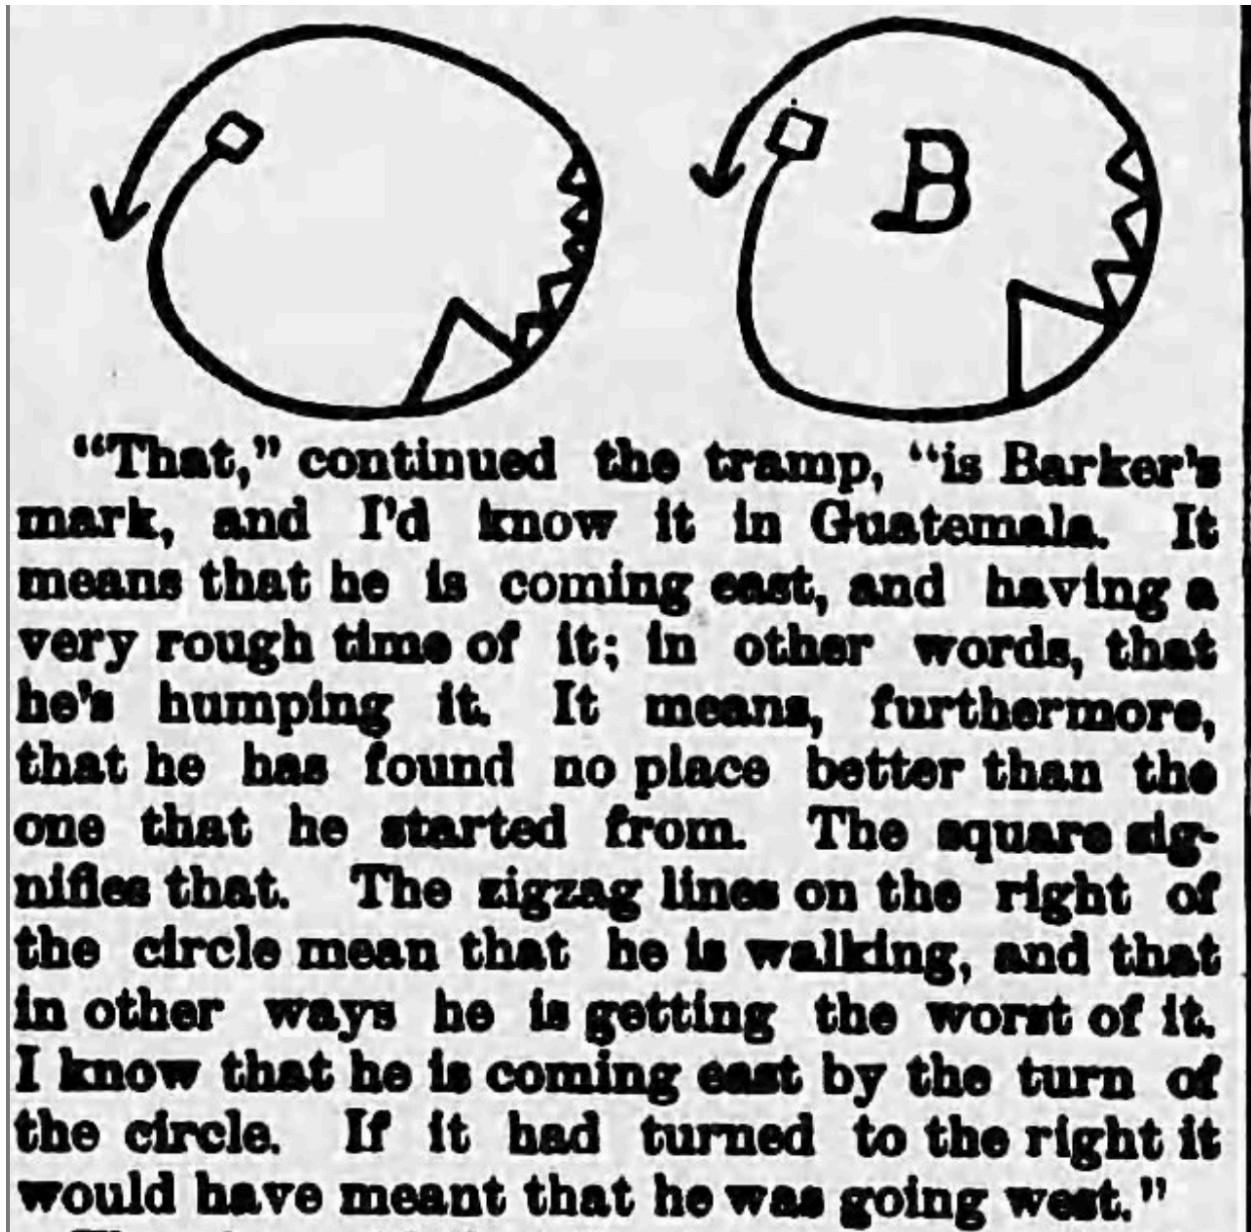 B
"That," continued the tramp, "is Barker's
mark, and I'd know it in Guatemala. It
means that he is coming east, and having a
very rough time of it; in other words, that
he's humping it. It means, furthermore,
that he has found no place better than the
one that he started from. The square sig-
nifies that. The zigzag lines on the right of
the circle mean that he is walking, and that
in other ways he is getting the worst of it.
I know that he is coming east by the turn of
the circle. If it had turned to the right it
would have meant that he was going west."